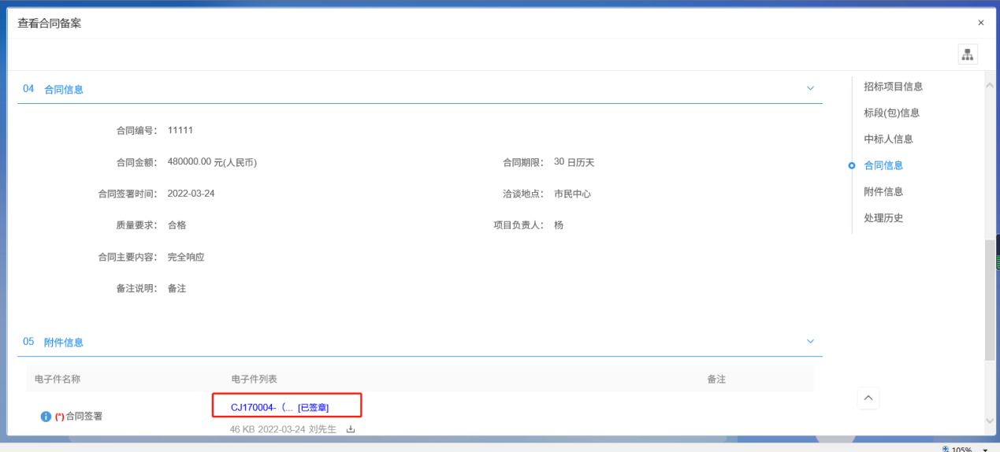 查看合同备案
×
04 合同信息
合同编号： 11111
合同金额： 480000.00 元(人民币) 合同期限： 30 日历天
合同签署时间： 2022-03-24 洽谈地点： 市民中心
质量要求： 合格 项目负责人： 杨
合同主要内容： 完全响应
备注说明： 备注
05 附件信息
电子件名称 电子件列表 备注
(*)合同签署 CJ170004-（... [已签章]
46 KB 2022-03-24 刘先生
招标项目信息
标段(包)信息
中标人信息
合同信息
附件信息
处理历史
105%